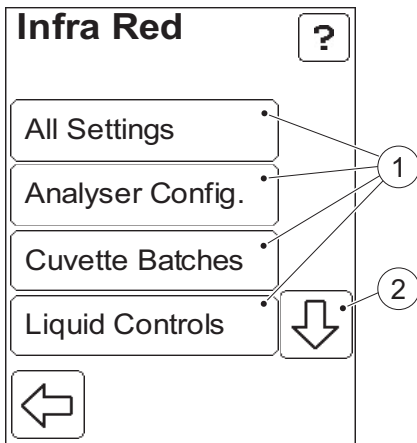 Infra Red
?
All Settings
1
Analyser Config.
Cuvette Batches
2
Liquid Controls